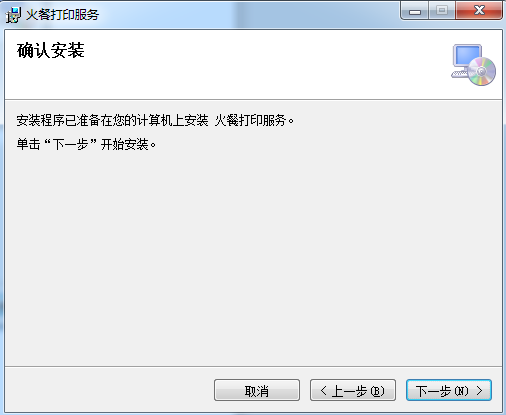 火餐打印服务
确认安装
安装程序已准备在您的计算机上安装 火餐打印服务。
单击“下一步”开始安装。
取消
< 上一步(B)
下一步(N) >